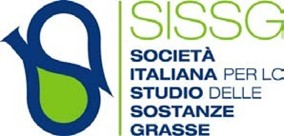 SISSG
SOCIETÀ
ITALIANA PER LO
STUDIO DELLE
SOSTANZE
GRASSE